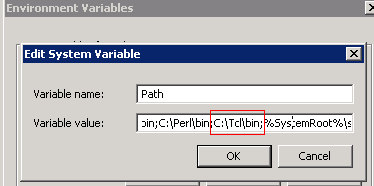 Environment Variables
Edit System Variable
Variable name:
Path
Variable value:
bin;C:\Perl\bin;C:\Tcl\bin;%SystemRoot%\s
OK
Cancel